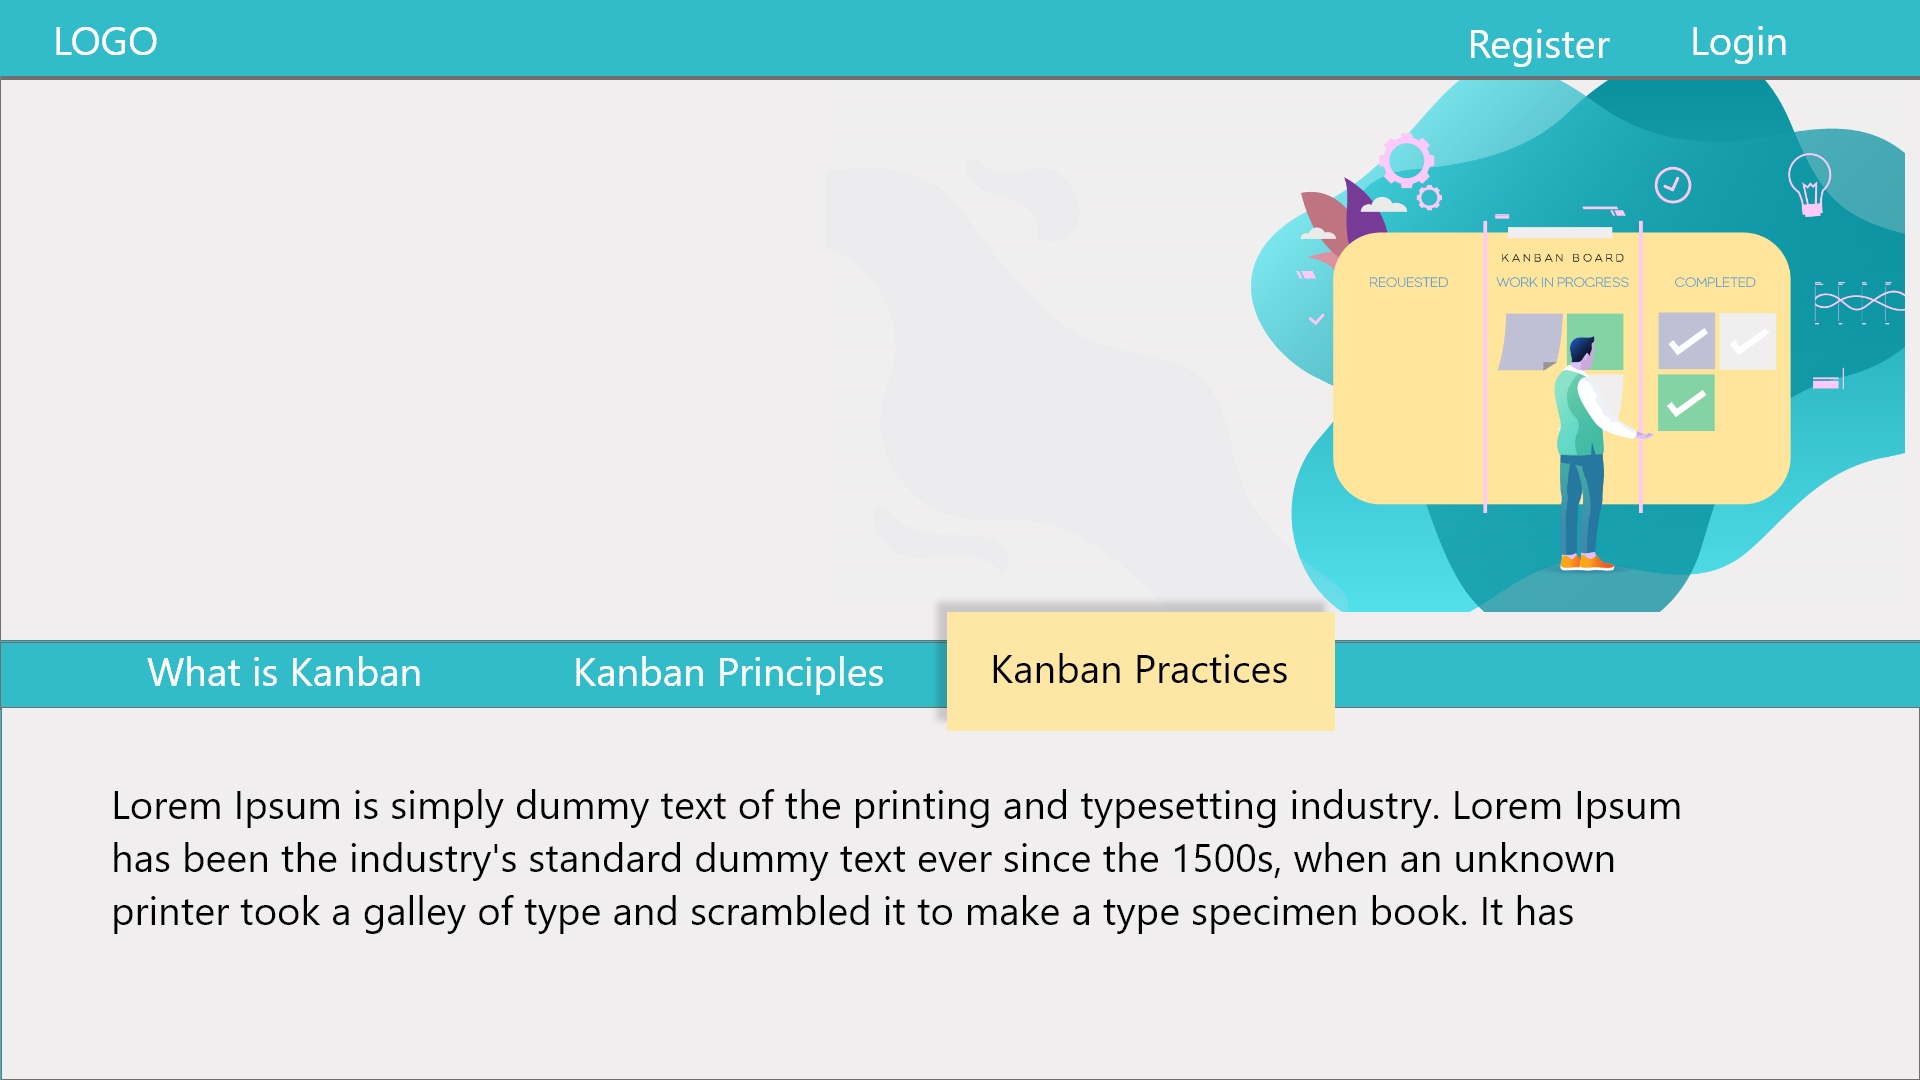 LOGO
Register
Login
KANBAN BOARD
REQUESTED
WORK IN PROGRESS
COMPLETED
What is Kanban
Kanban Principles
Kanban Practices
Lorem Ipsum is simply dummy text of the printing and typesetting industry. Lorem Ipsum
has been the industry's standard dummy text ever since the 1500s, when an unknown
printer took a galley of type and scrambled it to make a type specimen book. It has